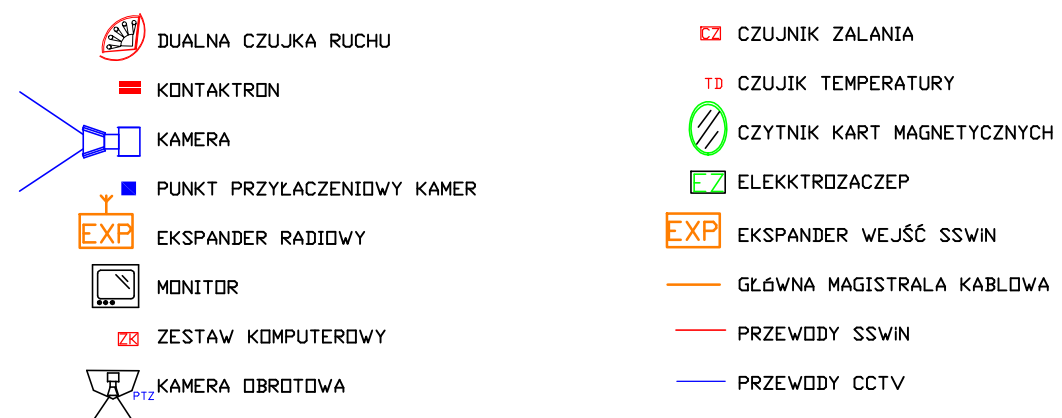 DUALNA CZUJKA RUCHU
KONTAKTRON
KAMERA
PUNKT PRZYŁACZENIOWY KAMER
EXP EKSPANDER RADIOWY
MONITOR
ZK ZESTAW KOMPUTEROWY
PTZ KAMERA OBROTOWA
CZ CZUJNIK ZALANIA
TD CZUJIK TEMPERATURY
CZYTNIK KART MAGNETYCZNYCH
EZ ELEKKTROZACZEP
EXP EKSPANDER WEJŚĆ SSWiN
GŁóWNA MAGISTRALA KABLOWA
PRZEWODY SSWiN
PRZEWODY CCTV